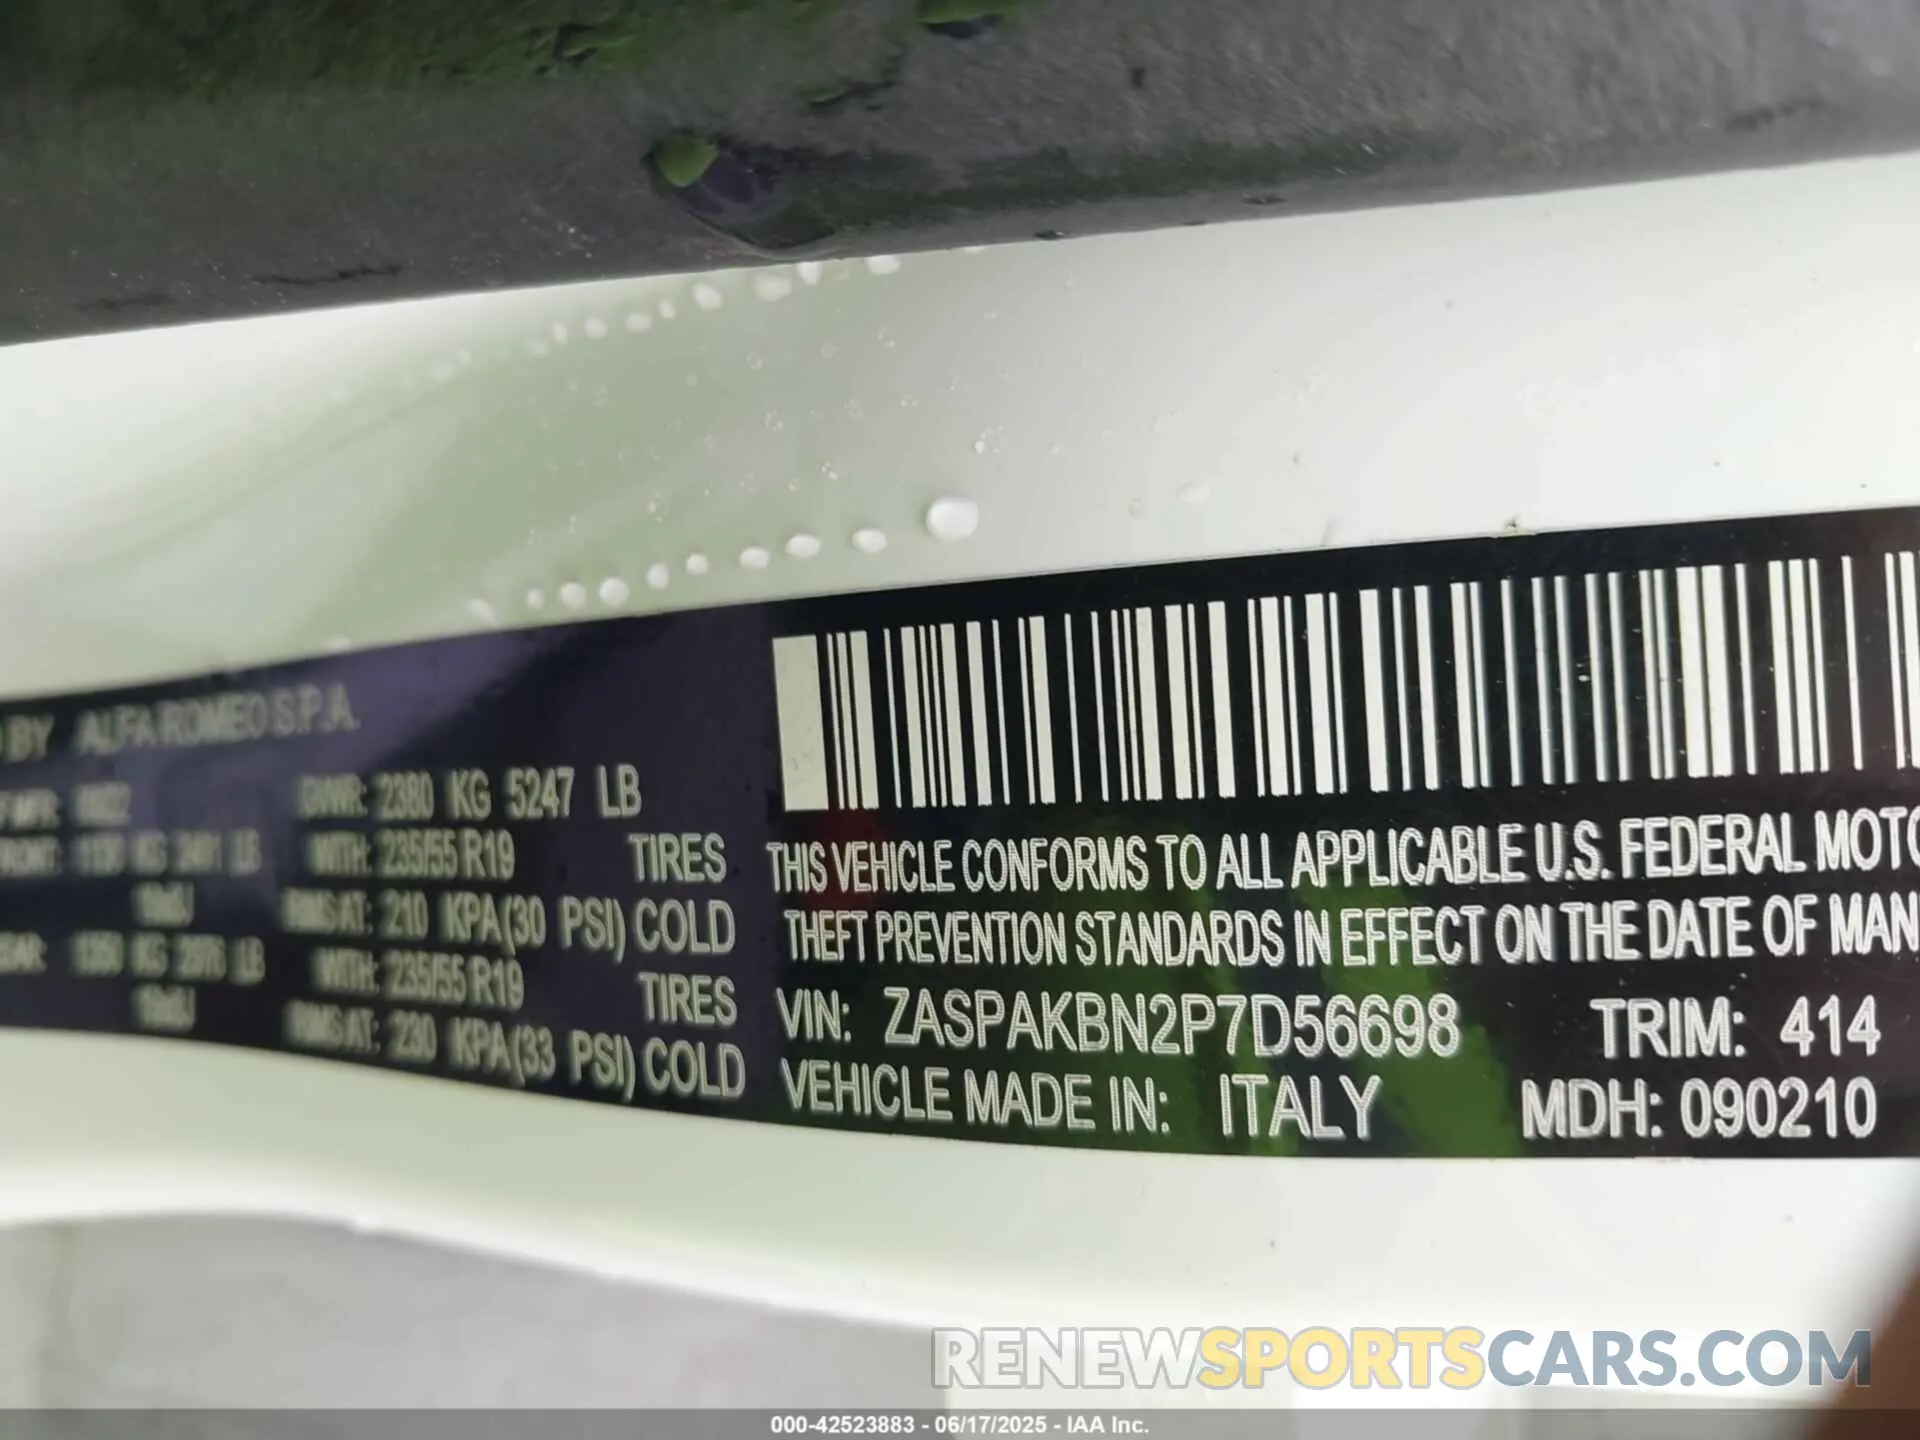 BY ALFA ROMEO S.P.A.
GVWR: 2380 KG 5247 LB
WITH: 235/55 R19 TIRES
RIMS AT: 210 KPA(30 PSI) COLD
WITH: 235/55 R19 TIRES
RIMS AT: 230 KPA(33 PSI) COLD
THIS VEHICLE CONFORMS TO ALL APPLICABLE U.S. FEDERAL MOTO
THEFT PREVENTION STANDARDS IN EFFECT ON THE DATE OF MAN
VIN: ZASPAKBN2P7D56698 TRIM: 414
VEHICLE MADE IN: ITALY MDH: 090210
RENEWSPORTSCARS.COM
000-42523883 - 06/17/2025 - IAA Inc.